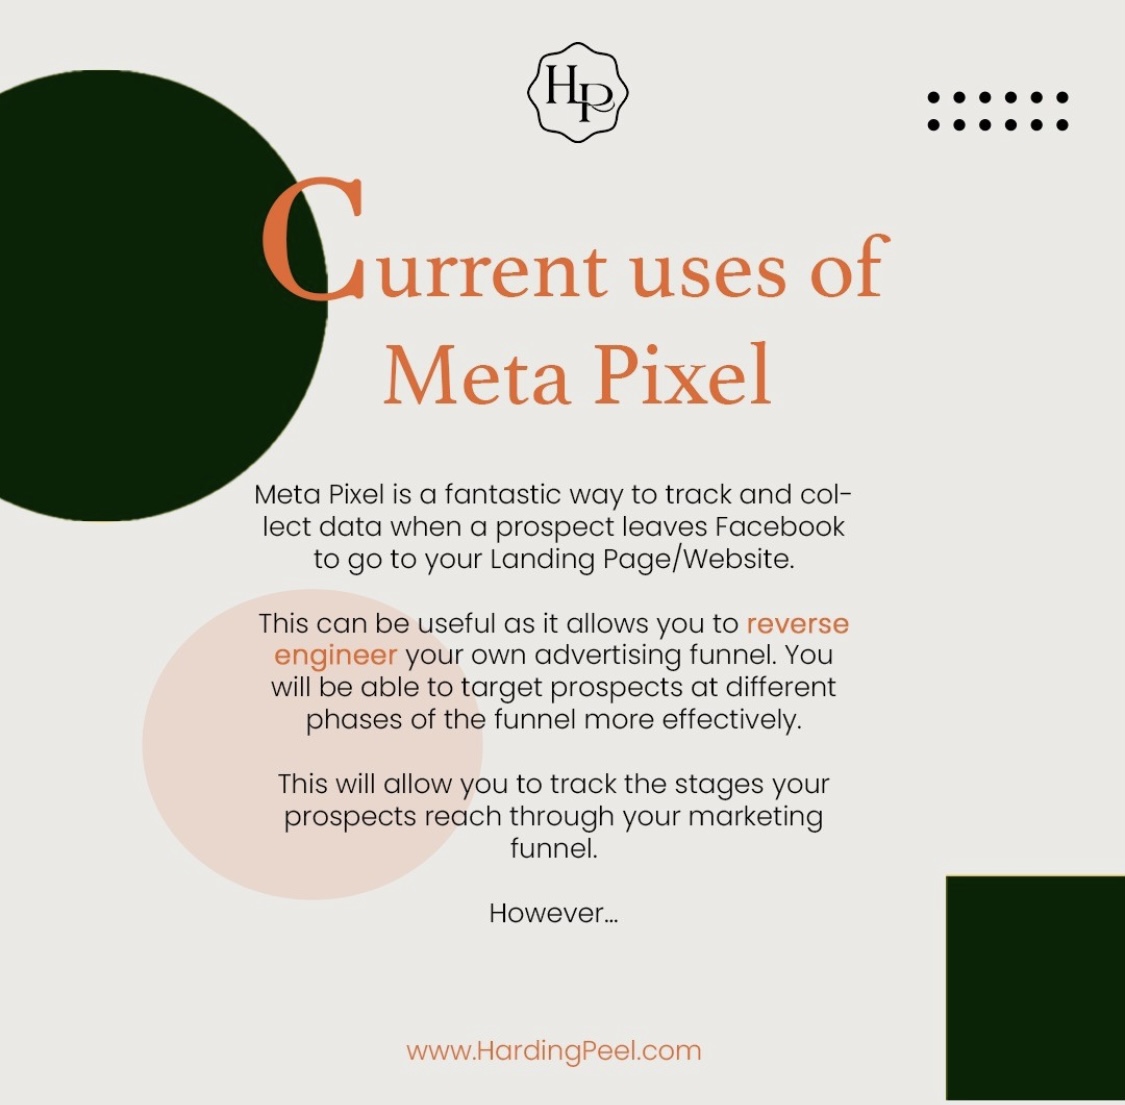 HP
Current uses of
Meta Pixel
Meta Pixel is a fantastic way to track and col-
lect data when a prospect leaves Facebook
to go to your Landing Page/Website.
This can be useful as it allows you to reverse
engineer your own advertising funnel. You
will be able to target prospects at different
phases of the funnel more effectively.
This will allow you to track the stages your
prospects reach through your marketing
funnel.
However...
www.HardingPeel.com